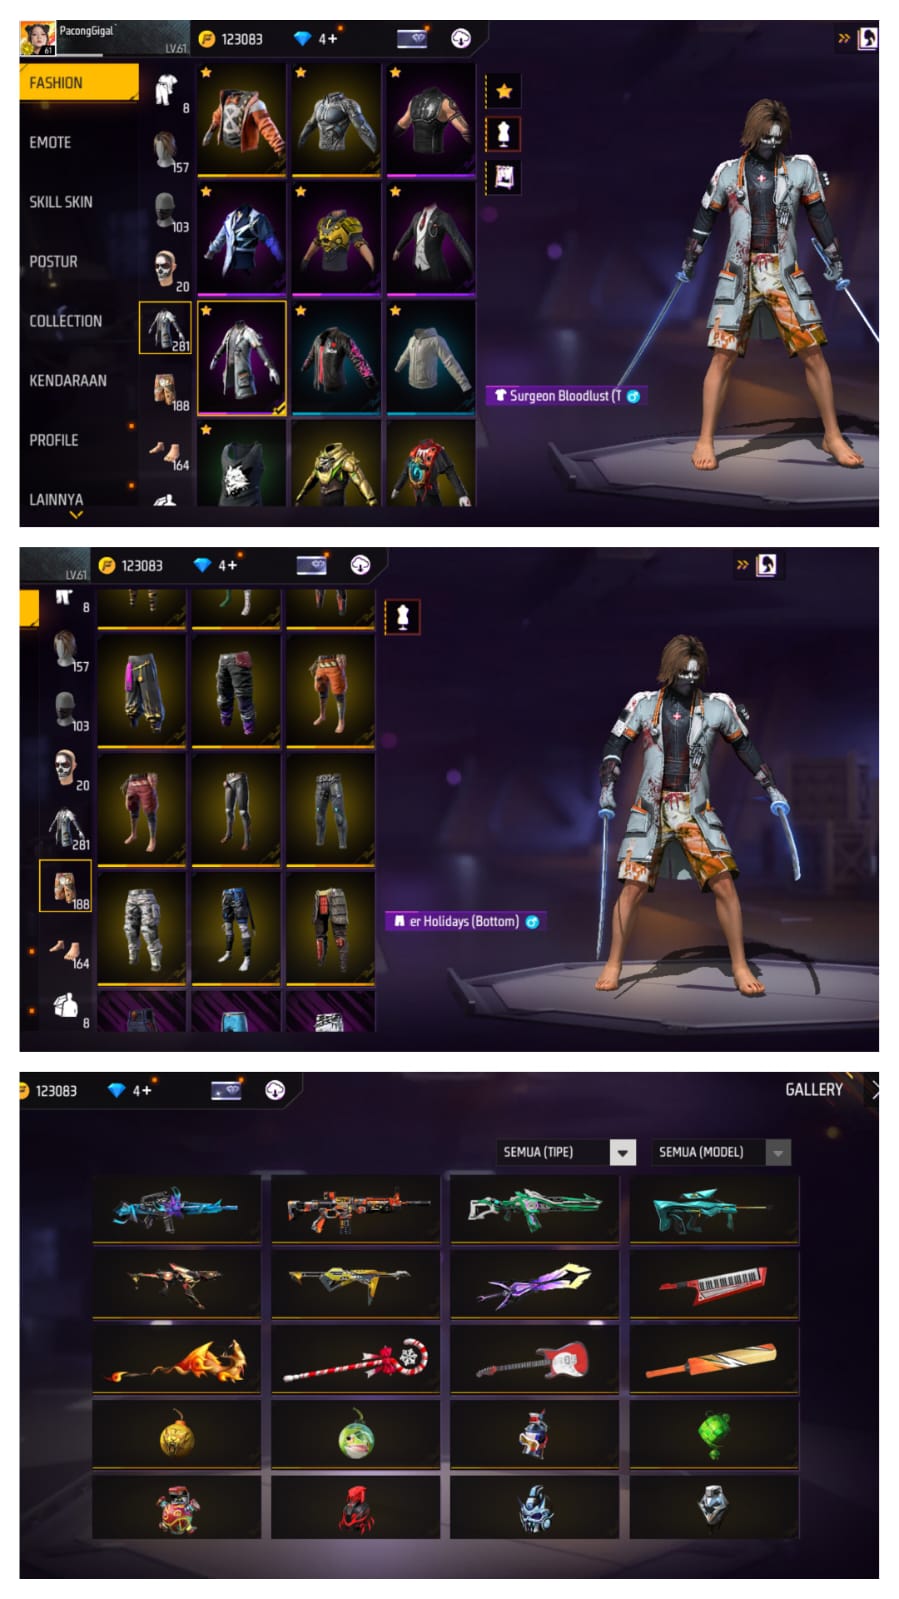 PacongGigal
61
LV.61
123083
4+
FASHION
EMOTE
SKILL SKIN
POSTUR
COLLECTION
KENDARAAN
PROFILE
LAINNYA
8
157
103
20
281
188
164
Surgeon Bloodlust (T
LV.61
123083
4+
8
157
103
20
281
188
164
8
er Holidays (Bottom)
123083
4+
GALLERY
SEMUA (TIPE)
SEMUA (MODEL)